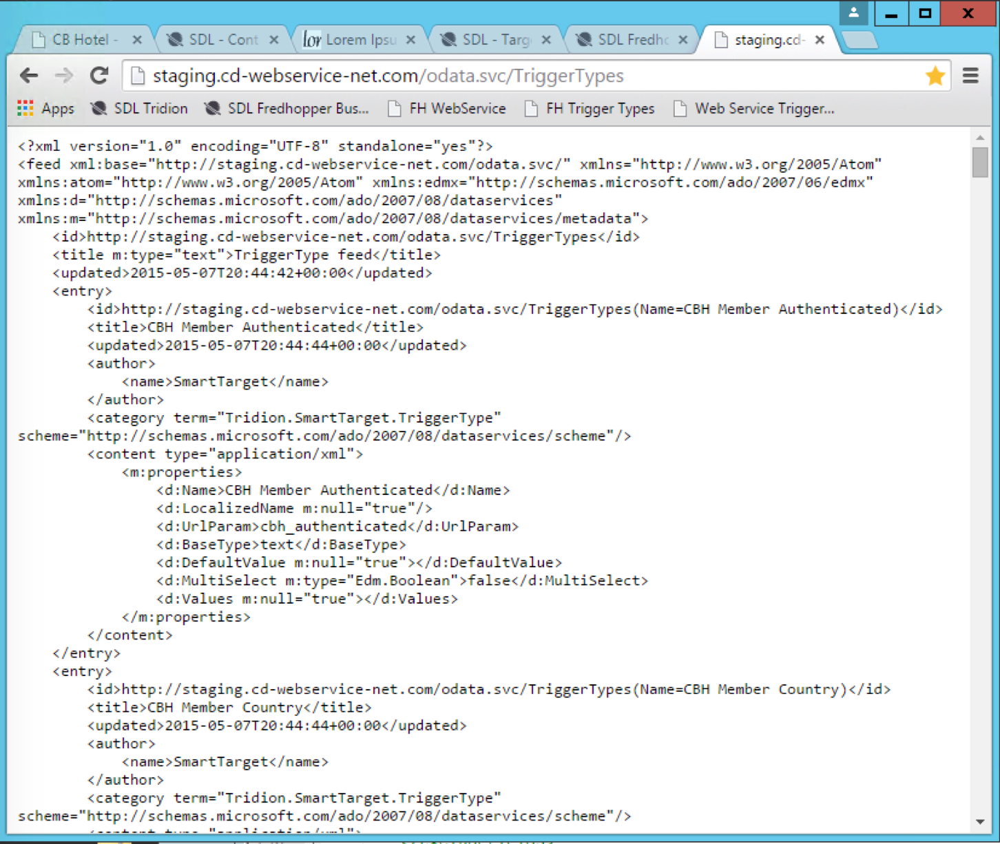 CB Hotel -
SDL - Cont
lor Lorem Ipsu
SDL - Targ
SDL Fredho
staging.cd-
staging.cd-webservice-net.com/odata.svc/TriggerTypes
Apps SDL Tridion SDL Fredhopper Bus... FH WebService FH Trigger Types Web Service Trigger...
<?xml version="1.0" encoding="UTF-8" standalone="yes"?>
<feed xml:base="http://staging.cd-webservice-net.com/odata.svc/" xmlns="http://www.w3.org/2005/Atom"
xmlns:atom="http://www.w3.org/2005/Atom" xmlns:edmx="http://schemas.microsoft.com/ado/2007/06/edmx"
xmlns:d="http://schemas.microsoft.com/ado/2007/08/dataservices"
xmlns:m="http://schemas.microsoft.com/ado/2007/08/dataservices/metadata">
<id>http://staging.cd-webservice-net.com/odata.svc/TriggerTypes</id>
<title m:type="text">TriggerType feed</title>
<updated>2015-05-07T20:44:42+00:00</updated>
<entry>
<id>http://staging.cd-webservice-net.com/odata.svc/TriggerTypes(Name=CBH Member Authenticated)</id>
<title>CBH Member Authenticated</title>
<updated>2015-05-07T20:44:44+00:00</updated>
<author>
<name>SmartTarget</name>
</author>
<category term="Tridion.SmartTarget.TriggerType"
scheme="http://schemas.microsoft.com/ado/2007/08/dataservices/scheme"/>
<content type="application/xml">
<m:properties>
<d:Name>CBH Member Authenticated</d:Name>
<d:LocalizedName m:null="true"/>
<d:UrlParam>cbh_authenticated</d:UrlParam>
<d:BaseType>text</d:BaseType>
<d:DefaultValue m:null="true"></d:DefaultValue>
<d:MultiSelect m:type="Edm.Boolean">false</d:MultiSelect>
<d:Values m:null="true"></d:Values>
</m:properties>
</content>
</entry>
<entry>
<id>http://staging.cd-webservice-net.com/odata.svc/TriggerTypes(Name=CBH Member Country)</id>
<title>CBH Member Country</title>
<updated>2015-05-07T20:44:44+00:00</updated>
<author>
<name>SmartTarget</name>
</author>
<category term="Tridion.SmartTarget.TriggerType"
scheme="http://schemas.microsoft.com/ado/2007/08/dataservices/scheme"/>
<content type="application/xml">